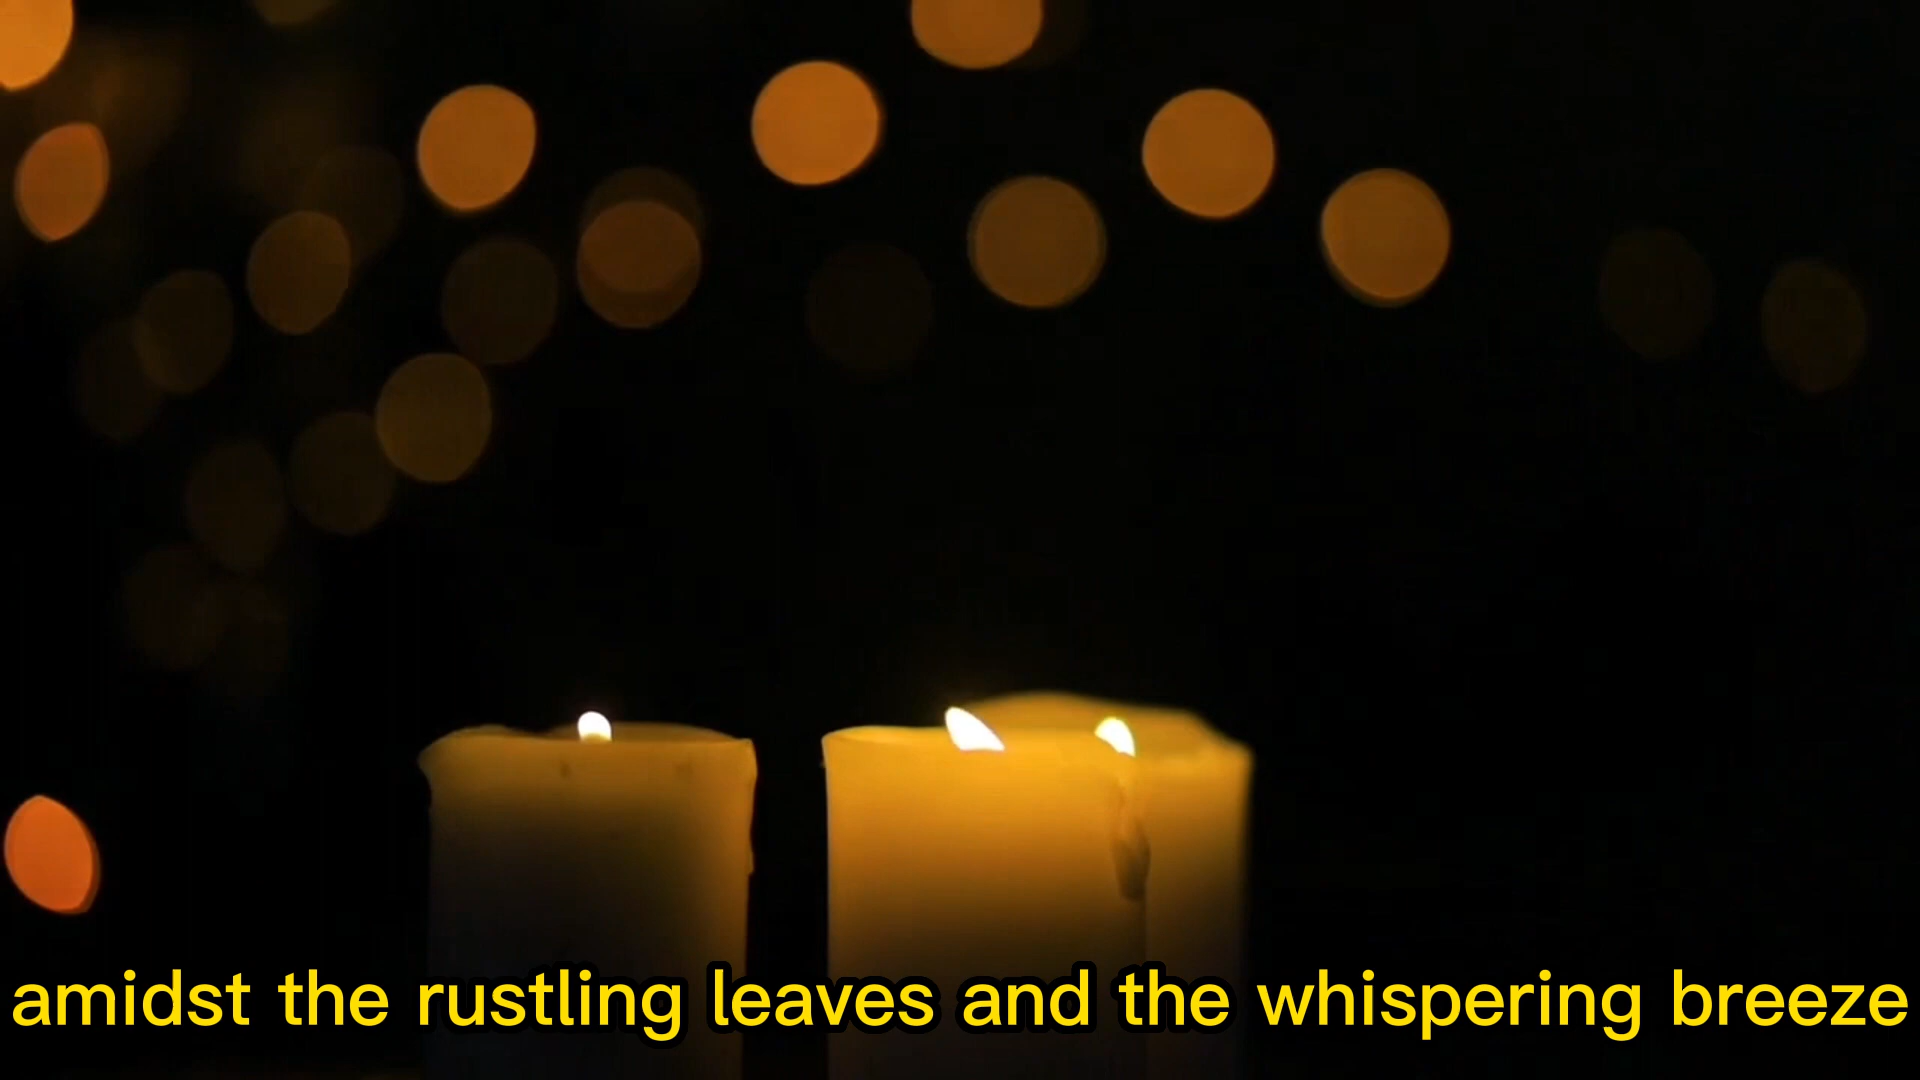 amidst the rustling leaves and the whispering breeze